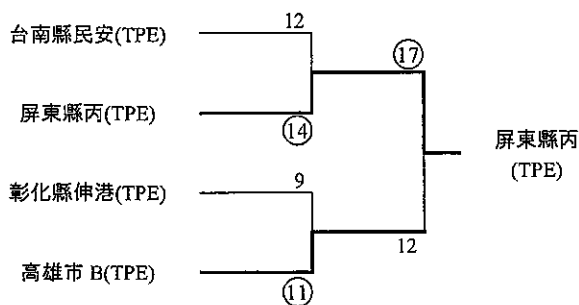 台南縣民安(TPE)
12
17
屏東縣丙(TPE)
14
屏東縣丙
(TPE)
彰化縣伸港(TPE)
9
12
高雄市 B(TPE)
11